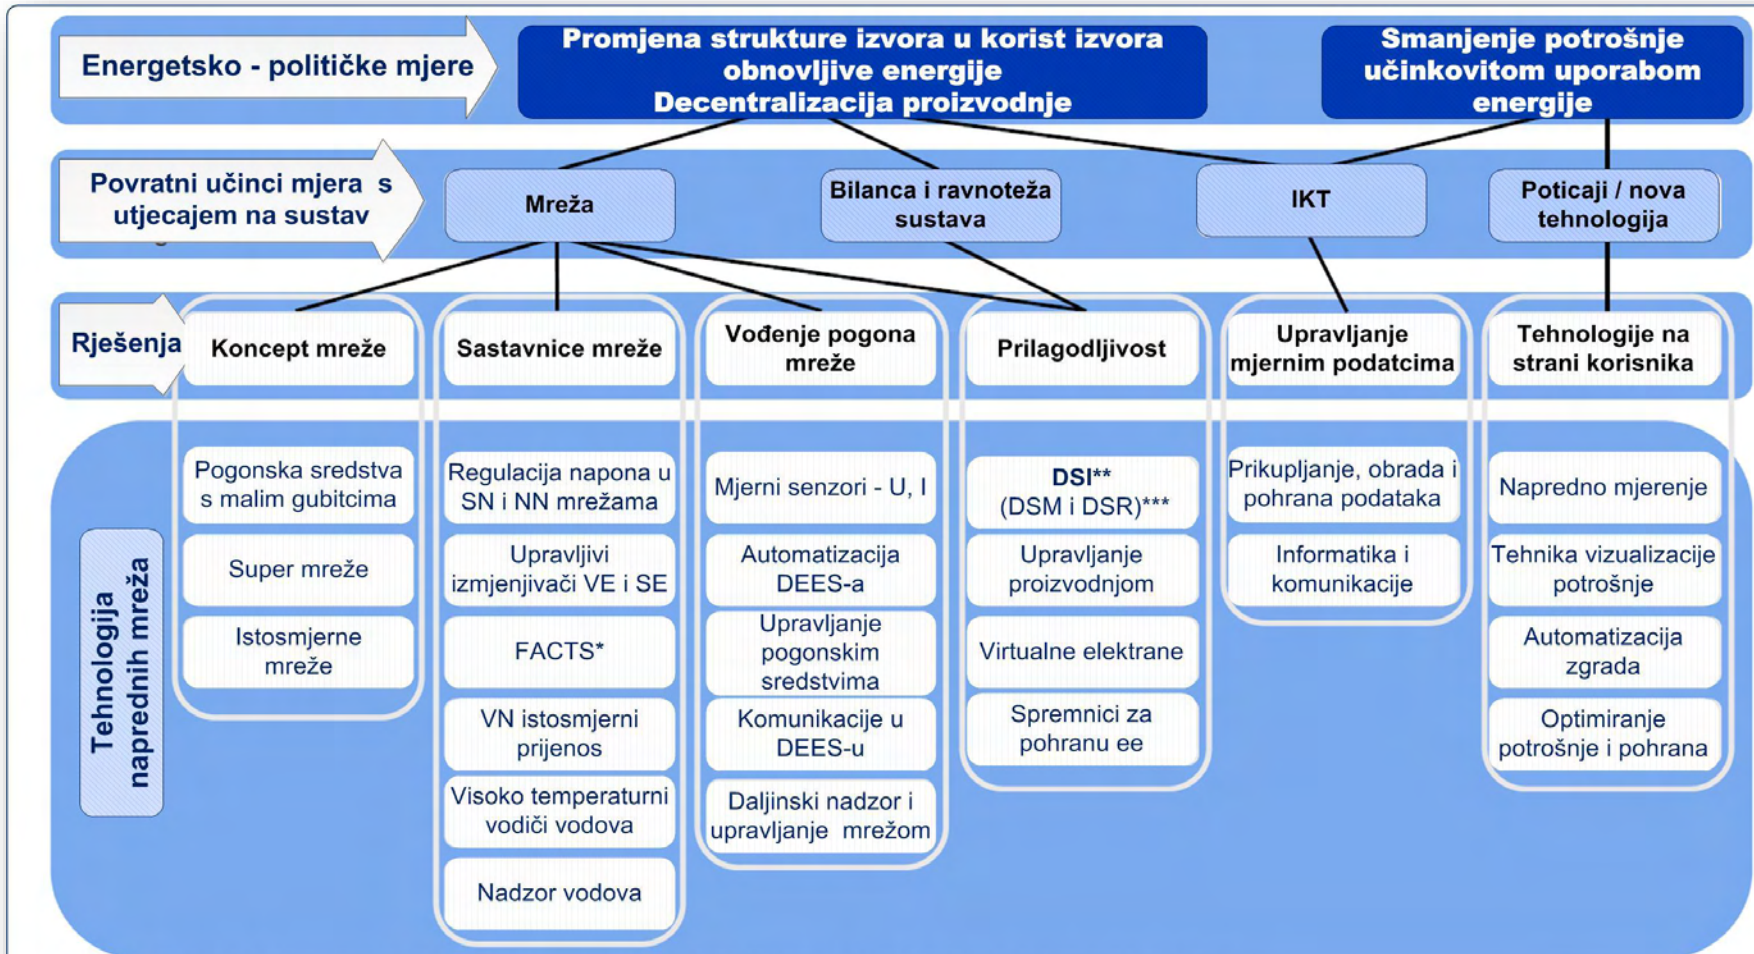 Energetsko - političke mjere
Promjena strukture izvora u korist izvora
obnovljive energije
Decentralizacija proizvodnje
Smanjenje potrošnje
učinkovitom uporabom
energije
Povratni učinci mjera s
utjecajem na sustav
Mreža
Bilanca i ravnoteža
sustava
IKT
Poticaji / nova
tehnologija
Rješenja
Koncept mreže
Sastavnice mreže
Vođenje pogona
mreže
Prilagodljivost
Upravljanje
mjernim podatcima
Tehnologije na
strani korisnika
Tehnologija
naprednih mreža
Pogonska sredstva
s malim gubitcima
Super mreže
Istosmjerne
mreže
Regulacija napona u
SN i NN mrežama
Upravljivi
izmjenjivači VE i SE
FACTS*
VN istosmjerni
prijenos
Visoko temperaturni
vodiči vodova
Nadzor vodova
Mjerni senzori - U, I
Automatizacija
DEES-a
Upravljanje
pogonskim
sredstvima
Komunikacije u
DEES-u
Daljinski nadzor i
upravljanje mrežom
DSI**
(DSM i DSR)***
Upravljanje
proizvodnjom
Virtualne elektrane
Spremnici za
pohranu ee
Prikupljanje, obrada i
pohrana podataka
Informatika i
komunikacije
Napredno mjerenje
Tehnika vizualizacije
potrošnje
Automatizacija
zgrada
Optimiranje
potrošnje i pohrana